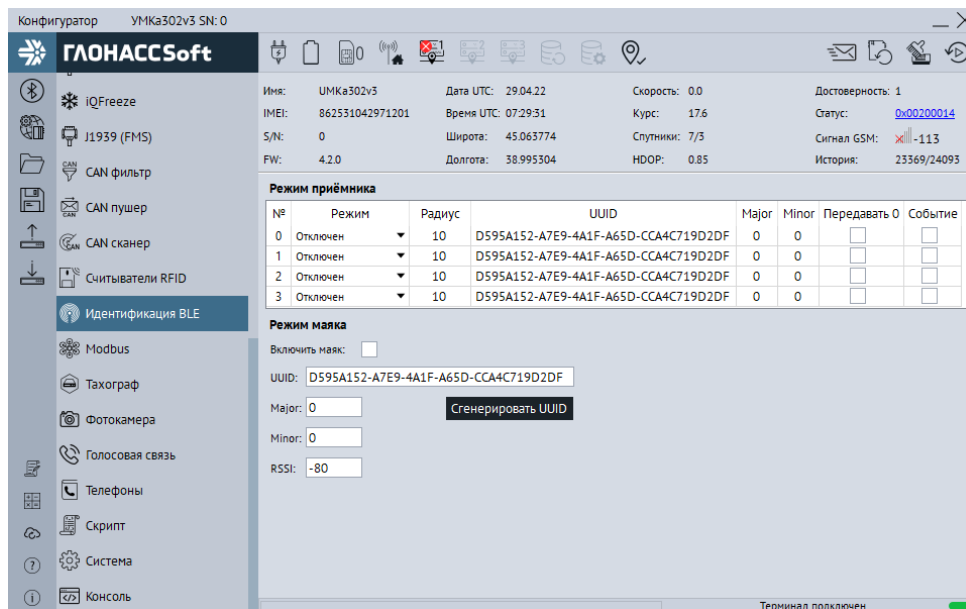 Конфигуратор УМКа302v3 SN: 0
ГЛОНАССSoft
0
iQFreeze
J1939 (FMS)
CAN фильтр
CAN пушер
CAN сканер
Считыватели RFID
Идентификация BLE
Modbus
Тахограф
Фотокамера
Голосовая связь
Телефоны
Скрипт
Система
Консоль
Имя: УМКа302v3 Дата UTC: 29.04.22 Скорость: 0.0 Достоверность: 1
IMEI: 862531042971201 Время UTC: 07:29:31 Курс: 17.6 Статус: 0x00200014
S/N: 0 Широта: 45.063774 Спутники: 7/3 Сигнал GSM: -113
FW: 4.2.0 Долгота: 38.995304 HDOP: 0.85 История: 23369/24093
Режим приёмника
№ Режим Радиус UUID Major Minor Передавать 0 Событие
0 Отключен 10 D595A152-A7E9-4A1F-A65D-CCA4C719D2DF 0 0
1 Отключен 10 D595A152-A7E9-4A1F-A65D-CCA4C719D2DF 0 0
2 Отключен 10 D595A152-A7E9-4A1F-A65D-CCA4C719D2DF 0 0
3 Отключен 10 D595A152-A7E9-4A1F-A65D-CCA4C719D2DF 0 0
Режим маяка
Включить маяк:
UUID: D595A152-A7E9-4A1F-A65D-CCA4C719D2DF
Major: 0 Сгенерировать UUID
Minor: 0
RSSI: -80
Терминал подключен